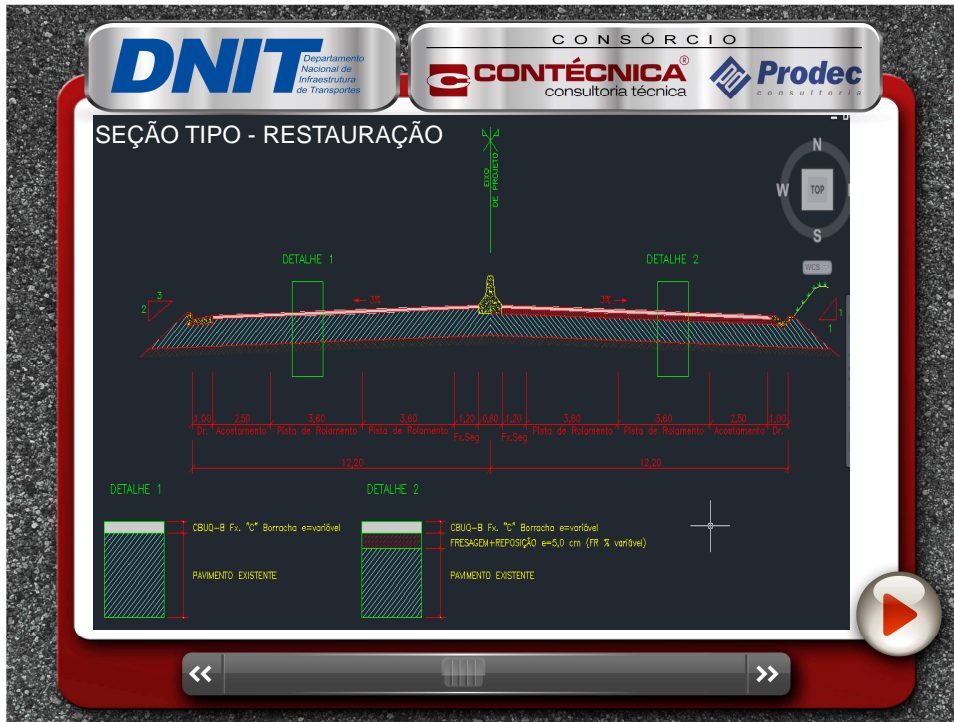 DNIT
Departamento
Nacional de
Infraestrutura
de Transportes
CONSÓRCIO
CONTÉCNICA®
consultoria técnica
Prodec
consultoria
SEÇÃO TIPO - RESTAURAÇÃO
EIXO
DE PROJETO
N
W
TOP
S
WCS
DETALHE 1
DETALHE 2
3
2
3%
3%
1
1
1,00 2,50 3,60 3,60 1,20 0,60 1,20 3,60 3,60 2,50 1,00
Dr. Acostamento Pista de Rolamento Pista de Rolamento Fx.Seg Fx.Seg Pista de Rolamento Pista de Rolamento Acostamento Dr.
12,20 12,20
DETALHE 1
CBUQ-B Fx. "C" Borracha e=variável
PAVIMENTO EXISTENTE
DETALHE 2
CBUQ-B Fx. "C" Borracha e=variável
FRESAGEM+REPOSIÇÃO e=5,0 cm (FR % variável)
PAVIMENTO EXISTENTE